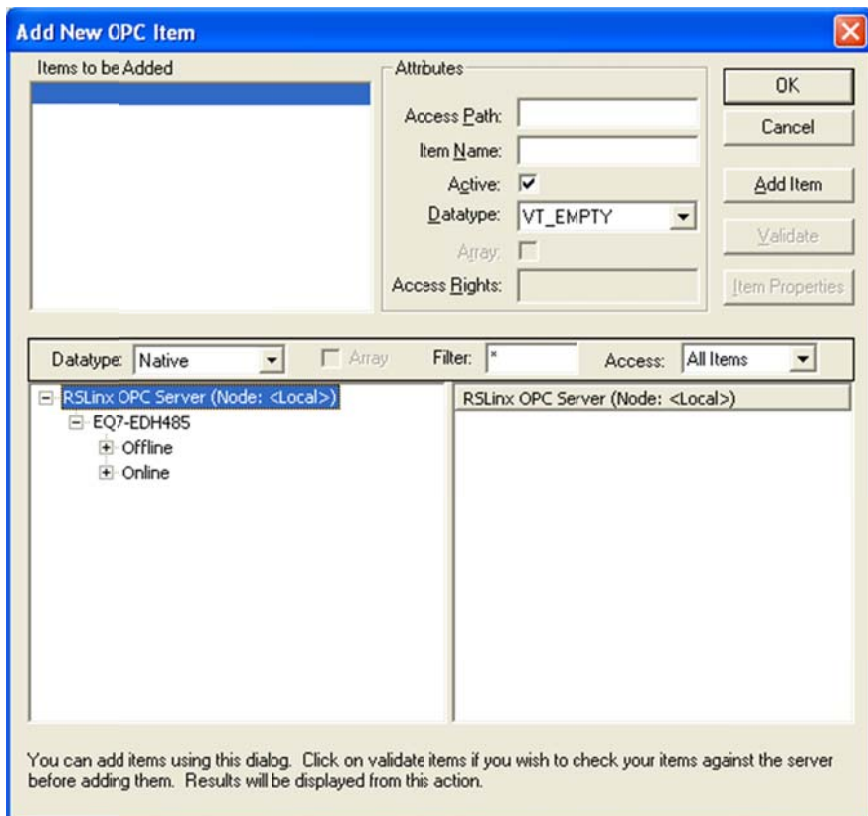 Add New OPC Item
Items to be Added
Attributes
Access Path:
Item Name:
Active:
Datatype: VT_EMPTY
Array:
Access Rights:
OK
Cancel
Add Item
Validate
Item Properties
Datatype: Native Array Filter: * Access: All Items
RSLinx OPC Server (Node: <Local>)
EQ7-EDH485
Offline
Online
RSLinx OPC Server (Node: <Local>)
You can add items using this dialog. Click on validate items if you wish to check your items against the server
before adding them. Results will be displayed from this action.